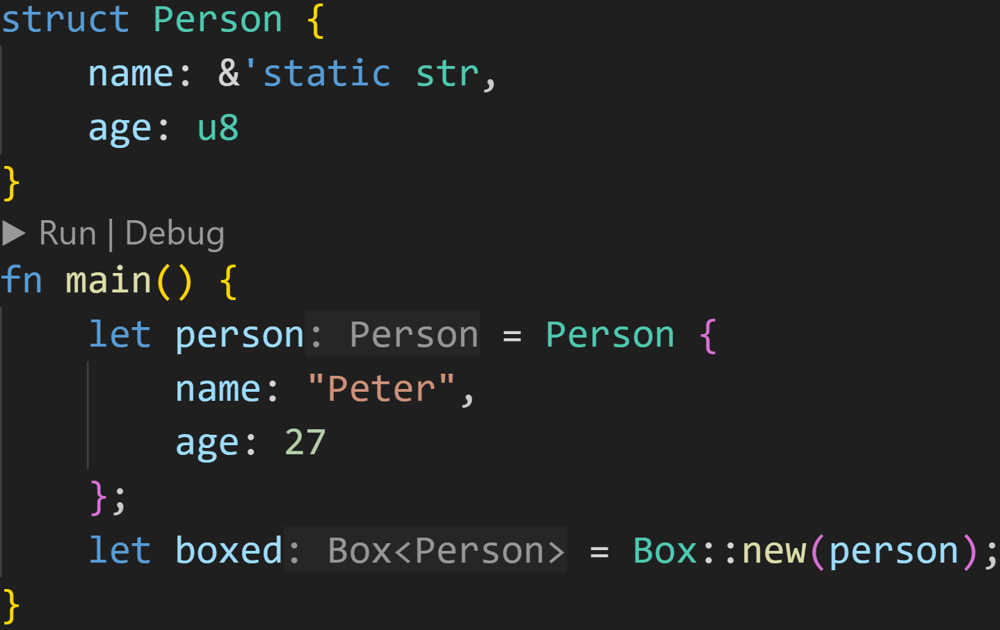 struct Person {
    name: &'static str,
    age: u8
}
▶ Run | Debug
fn main() {
    let person: Person = Person {
        name: "Peter",
        age: 27
    };
    let boxed: Box<Person> = Box::new(person);
}